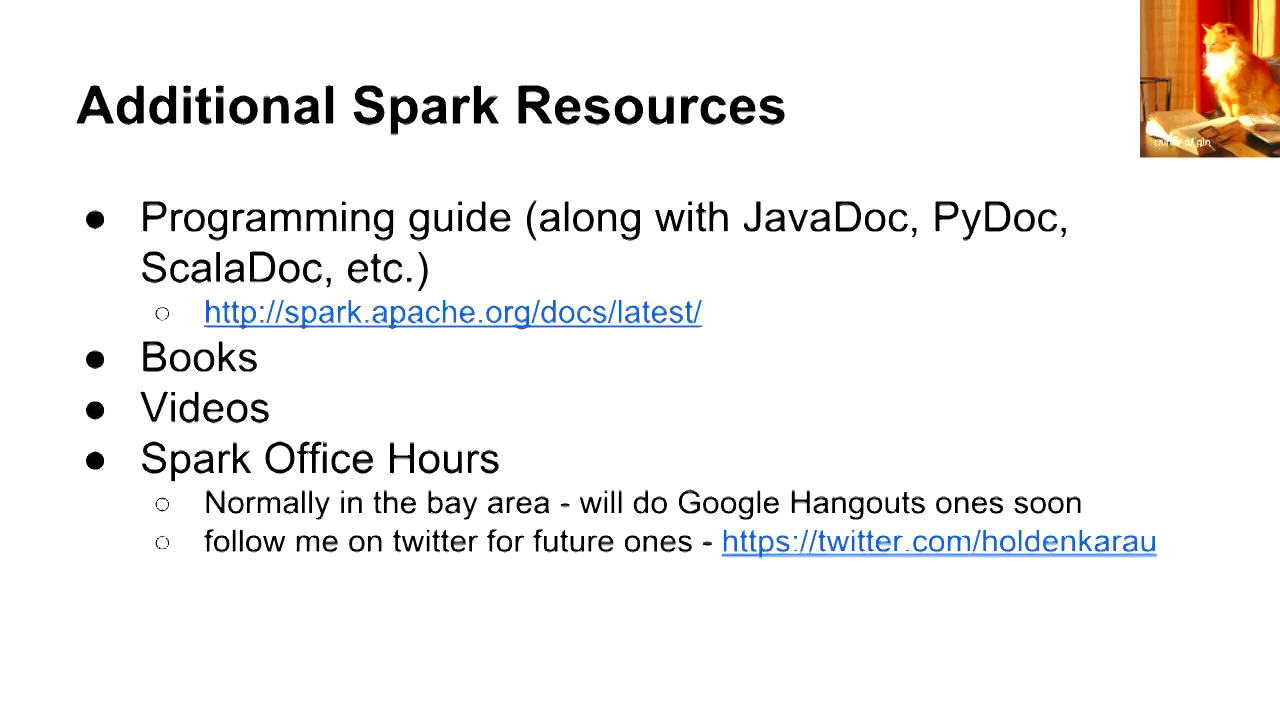 Additional Spark Resources
● Programming guide (along with JavaDoc, PyDoc,
ScalaDoc, etc.)
○ http://spark.apache.org/docs/latest/
● Books
● Videos
● Spark Office Hours
○ Normally in the bay area - will do Google Hangouts ones soon
○ follow me on twitter for future ones - https://twitter.com/holdenkarau